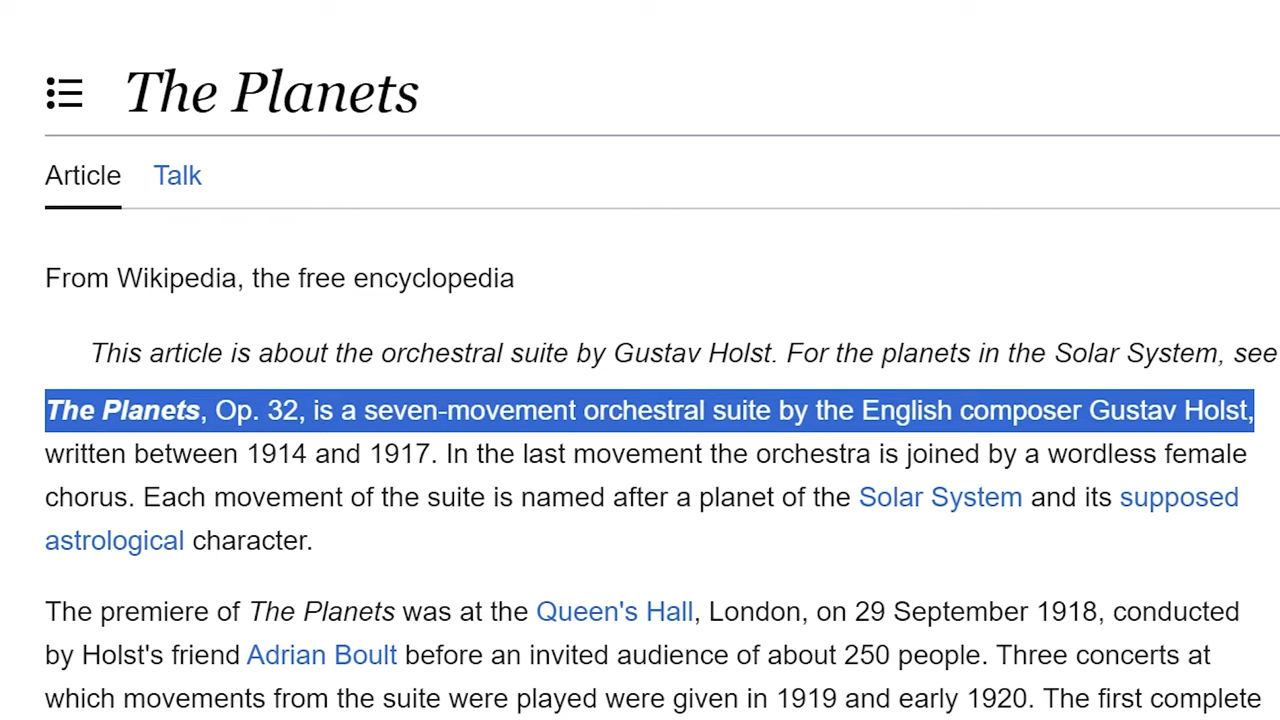 The Planets
Article Talk
From Wikipedia, the free encyclopedia
This article is about the orchestral suite by Gustav Holst. For the planets in the Solar System, see
The Planets, Op. 32, is a seven-movement orchestral suite by the English composer Gustav Holst,
written between 1914 and 1917. In the last movement the orchestra is joined by a wordless female
chorus. Each movement of the suite is named after a planet of the Solar System and its supposed
astrological character.
The premiere of The Planets was at the Queen's Hall, London, on 29 September 1918, conducted
by Holst's friend Adrian Boult before an invited audience of about 250 people. Three concerts at
which movements from the suite were played were given in 1919 and early 1920. The first complete